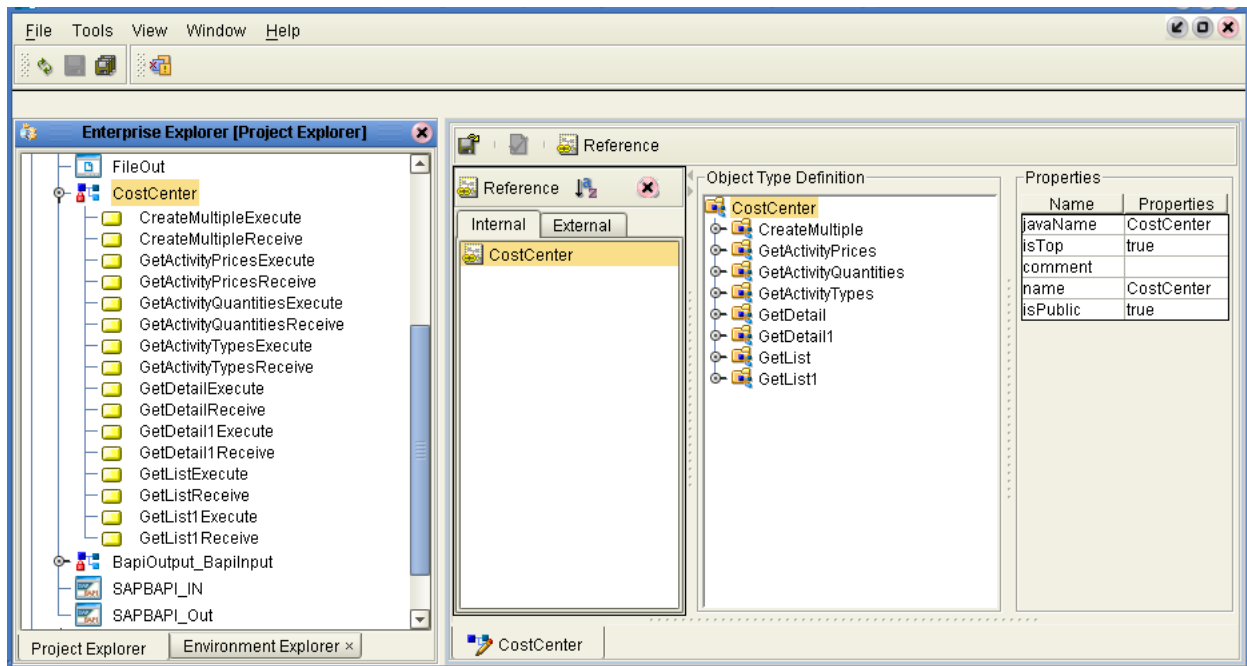 File Tools View Window Help
Enterprise Explorer [Project Explorer]
FileOut
CostCenter
CreateMultipleExecute
CreateMultipleReceive
GetActivityPricesExecute
GetActivityPricesReceive
GetActivityQuantitiesExecute
GetActivityQuantitiesReceive
GetActivityTypesExecute
GetActivityTypesReceive
GetDetailExecute
GetDetailReceive
GetDetail1Execute
GetDetail1Receive
GetListExecute
GetListReceive
GetList1Execute
GetList1Receive
BapiOutput_BapiInput
SAPBAPI_IN
SAPBAPI_Out
Project Explorer Environment Explorer ×
Reference
Reference
Internal External
CostCenter
Object Type Definition
CostCenter
CreateMultiple
GetActivityPrices
GetActivityQuantities
GetActivityTypes
GetDetail
GetDetail1
GetList
GetList1
Properties
Name Properties
javaName CostCenter
isTop true
comment
name CostCenter
isPublic true
CostCenter